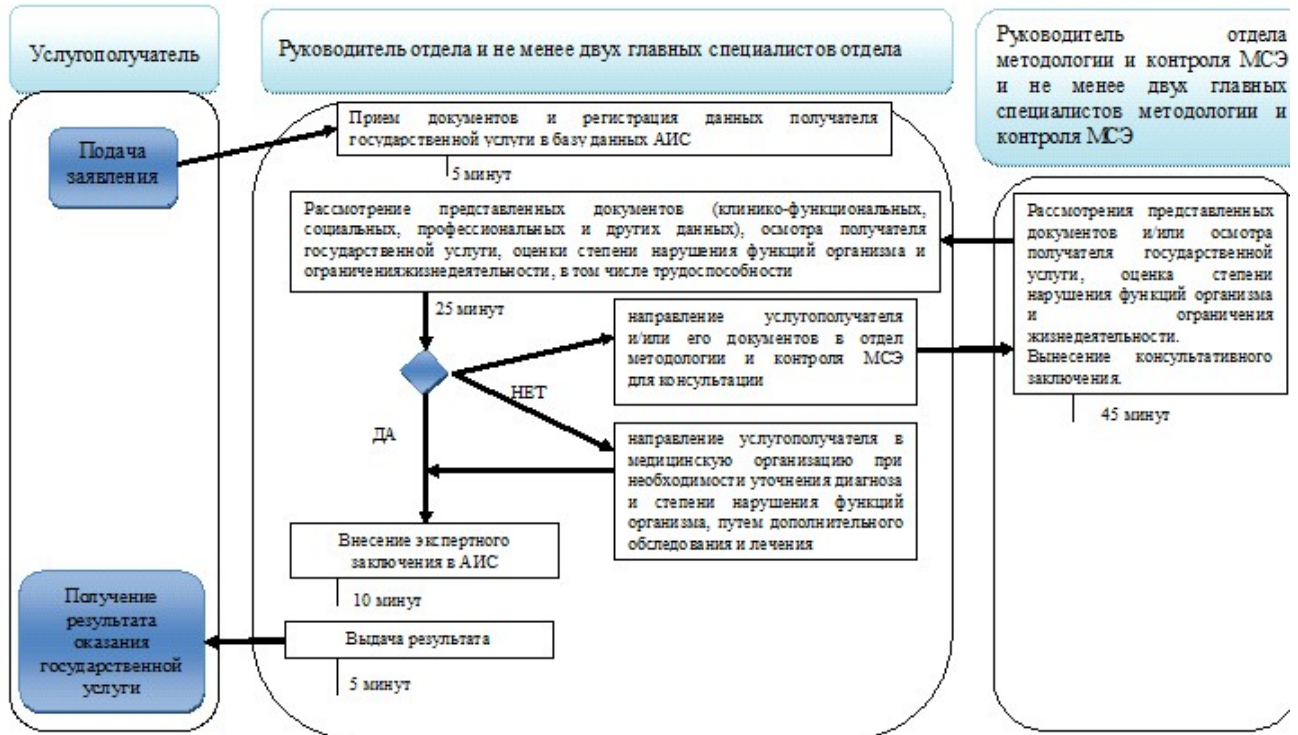 Услугополучатель
Руководитель отдела и не менее двух главных специалистов отдела
Руководитель отдела
методологии и контроля МСЭ
и не менее двух главных
специалистов методологии и
контроля МСЭ
Подача
заявления
Прием документов и регистрация данных получателя
государственной услуги в базу данных АИС
5 минут
Рассмотрение представленных документов (клинико-функциональных,
социальных, профессиональных и других данных), осмотра получателя
государственной услуги, оценки степени нарушения функций организма и
ограниченияжизнедеятельности, в том числе трудоспособности
25 минут
Рассмотрения представленных
документов и/или осмотра
получателя государственной
услуги, оценка степени
нарушения функций организма
и ограничения
жизнедеятельности.
Вынесение консультативного
заключения.
45 минут
направление услугополучателя
и/или его документов в отдел
методологии и контроля МСЭ
для консультации
НЕТ
ДА
направление услугополучателя в
медицинскую организацию при
необходимости уточнения диагноза
и степени нарушения функций
организма, путем дополнительного
обследования и лечения
Внесение экспертного
заключения в АИС
10 минут
Выдача результата
5 минут
Получение
результата
оказания
государственной
услуги